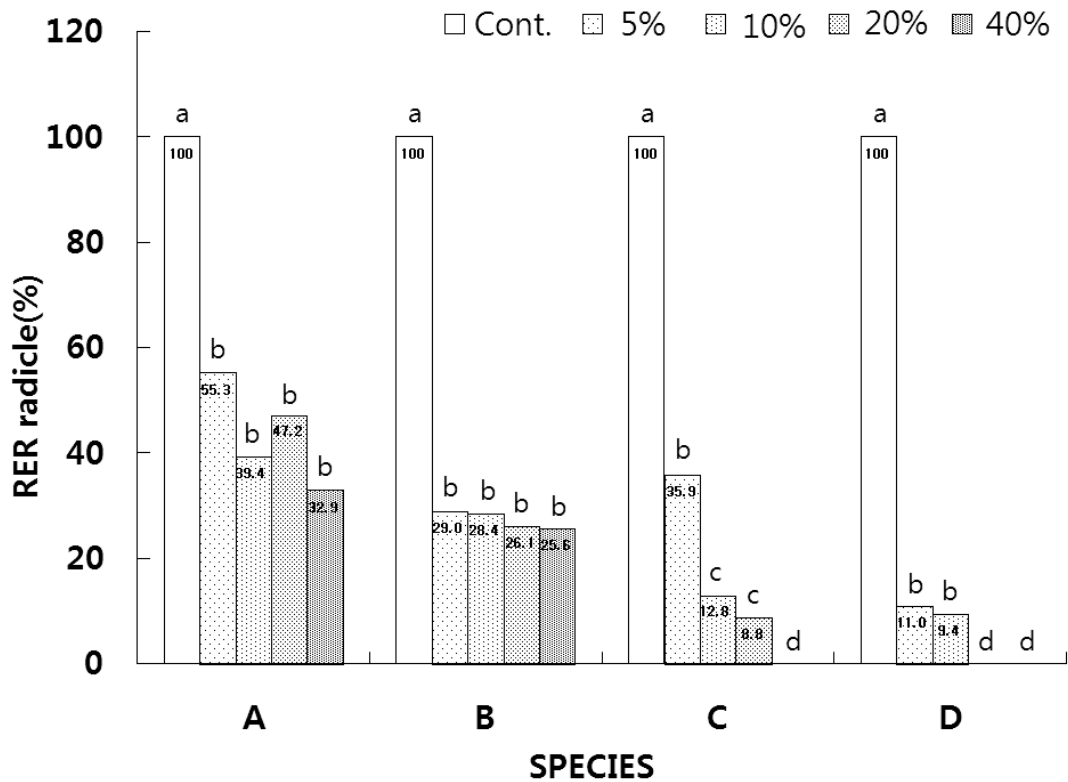 Cont. 5% 10% 20% 40%
120
100
80
60
40
20
0
RER radicle(%)
a a a a
100 100 100 100
b
55.3
b
39.4
b
47.2
b
32.9
b b b b
29.0 28.4 26.1 25.6
b
35.9
c c d
12.8 8.8
b b d d
11.0 9.4
A B C D
SPECIES